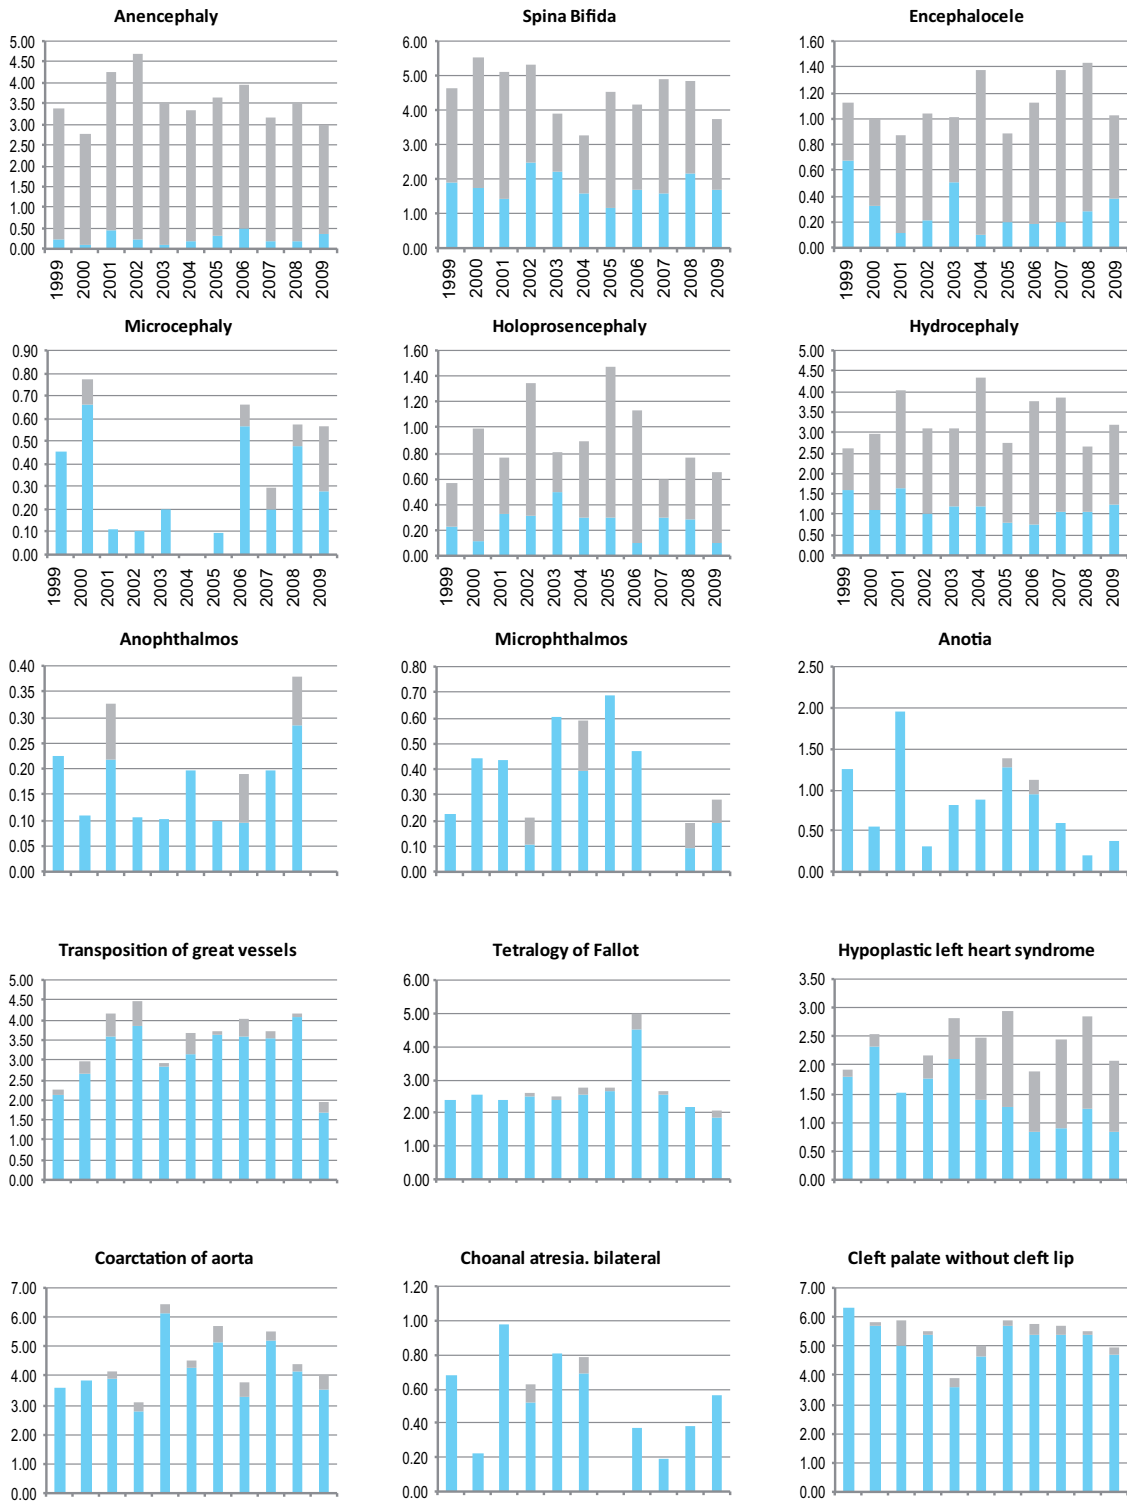 Anencephaly Spina Bifida Encephalocele
5.00 6.00 1.60
4.50 5.00 1.40
4.00 4.00 1.20
3.50 3.00 1.00
3.00 2.00 0.80
2.50 1.00 0.60
2.00 0.00 0.40
1.50 0.20
1.00 0.00
0.50
0.00
1999 2000 2001 2002 2003 2004 2005 2006 2007 2008 2009 1999 2000 2001 2002 2003 2004 2005 2006 2007 2008 2009 1999 2000 2001 2002 2003 2004 2005 2006 2007 2008 2009
Microcephaly Holoprosencephaly Hydrocephaly
0.90 1.60 5.00
0.80 1.40 4.50
0.70 1.20 4.00
0.60 1.00 3.50
0.50 0.80 3.00
0.40 0.60 2.50
0.30 0.40 2.00
0.20 0.20 1.50
0.10 0.00 1.00
0.00 0.50
0.00
1999 2000 2001 2002 2003 2004 2005 2006 2007 2008 2009 1999 2000 2001 2002 2003 2004 2005 2006 2007 2008 2009 1999 2000 2001 2002 2003 2004 2005 2006 2007 2008 2009
Anophthalmos Microphthalmos Anotia
0.40 0.80 2.50
0.35 0.70 2.00
0.30 0.60 1.50
0.25 0.50 1.00
0.20 0.40 0.50
0.15 0.30 0.00
0.10 0.20
0.05 0.10
0.00 0.00
Transposition of great vessels Tetralogy of Fallot Hypoplastic left heart syndrome
5.00 6.00 3.50
4.50 5.00 3.00
4.00 4.00 2.50
3.50 3.00 2.00
3.00 2.00 1.50
2.50 1.00 1.00
2.00 0.00 0.50
1.50 0.00
1.00
0.50
0.00
Coarctation of aorta Choanal atresia. bilateral Cleft palate without cleft lip
7.00 1.20 7.00
6.00 1.00 6.00
5.00 0.80 5.00
4.00 0.60 4.00
3.00 0.40 3.00
2.00 0.20 2.00
1.00 0.00 1.00
0.00 0.00